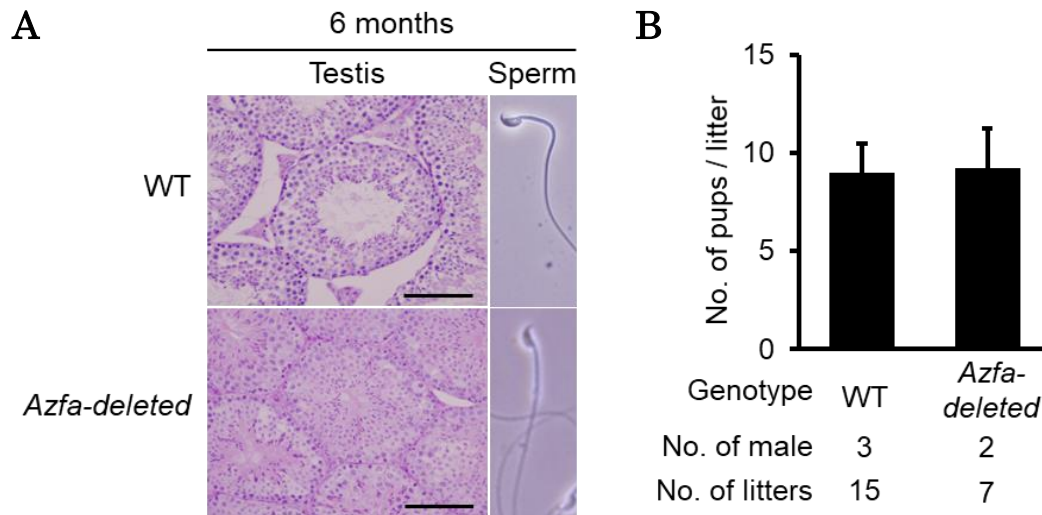 A
6 months
Testis Sperm
WT
Azfa-deleted
B
No. of pups / litter
15
10
5
0
Genotype WT Azfa-
deleted
No. of male 3 2
No. of litters 15 7